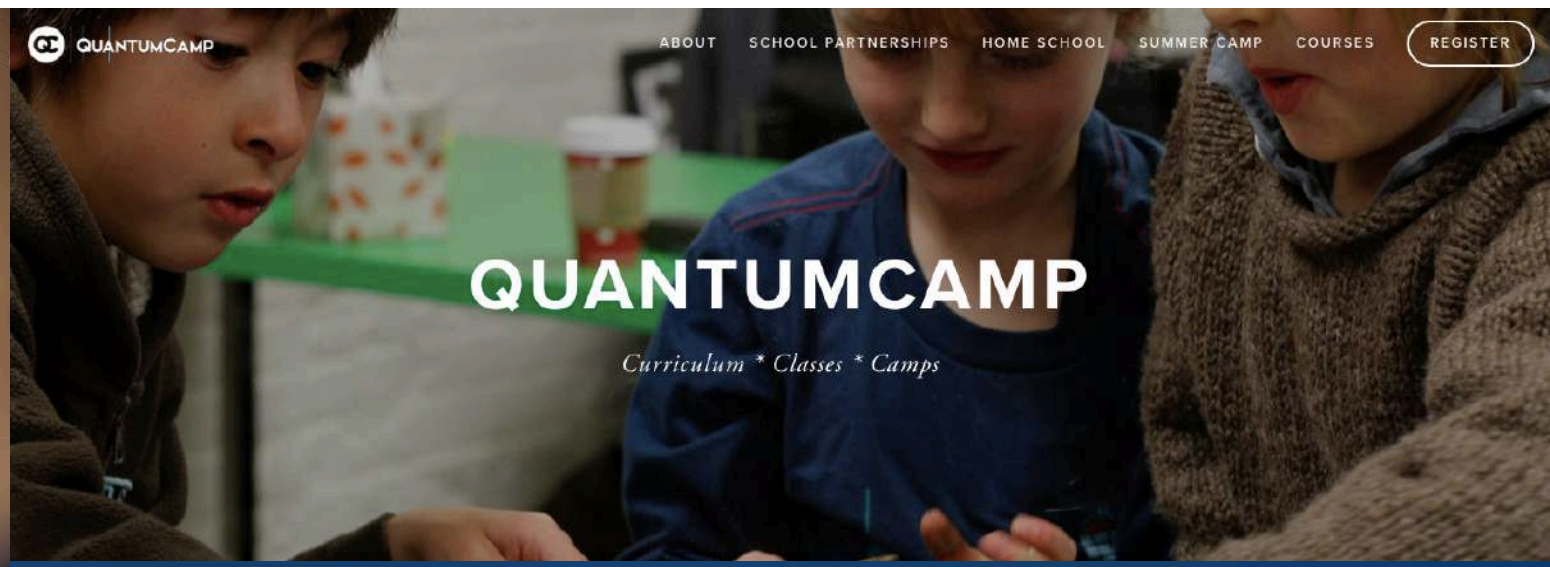 QC QUANTUMCAMP ABOUT SCHOOL PARTNERSHIPS HOME SCHOOL SUMMER CAMP COURSES REGISTER
QUANTUMCAMP
Curriculum * Classes * Camps